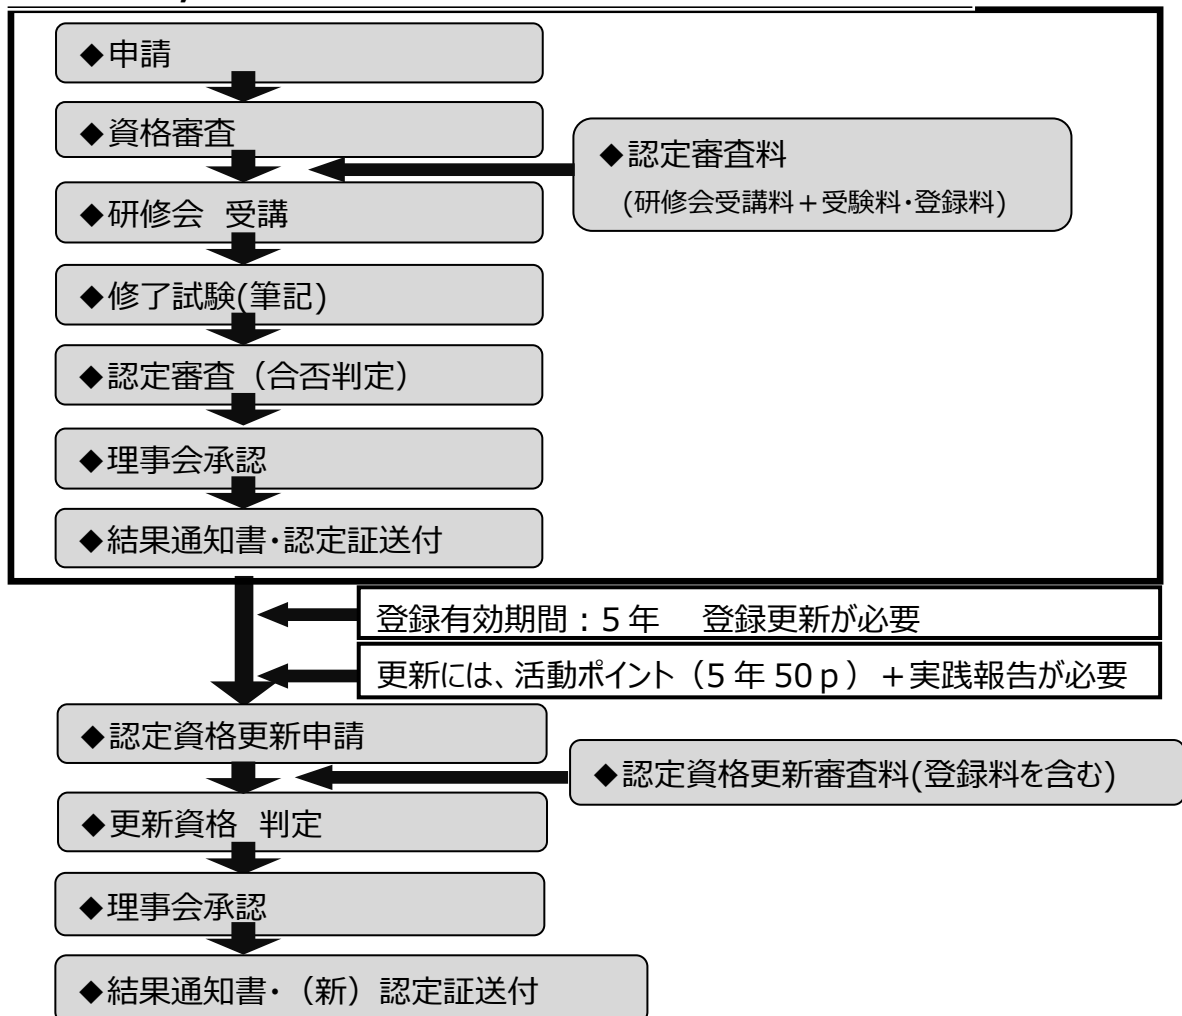 ◆申請
◆資格審査
◆認定審査料
(研修会受講料＋受験料・登録料)
◆研修会　受講
◆修了試験(筆記)
◆認定審査（合否判定）
◆理事会承認
◆結果通知書・認定証送付
登録有効期間：5年　登録更新が必要
更新には、活動ポイント（5年50ｐ）＋実践報告が必要
◆認定資格更新申請
◆認定資格更新審査料(登録料を含む)
◆更新資格　判定
◆理事会承認
◆結果通知書・（新）認定証送付